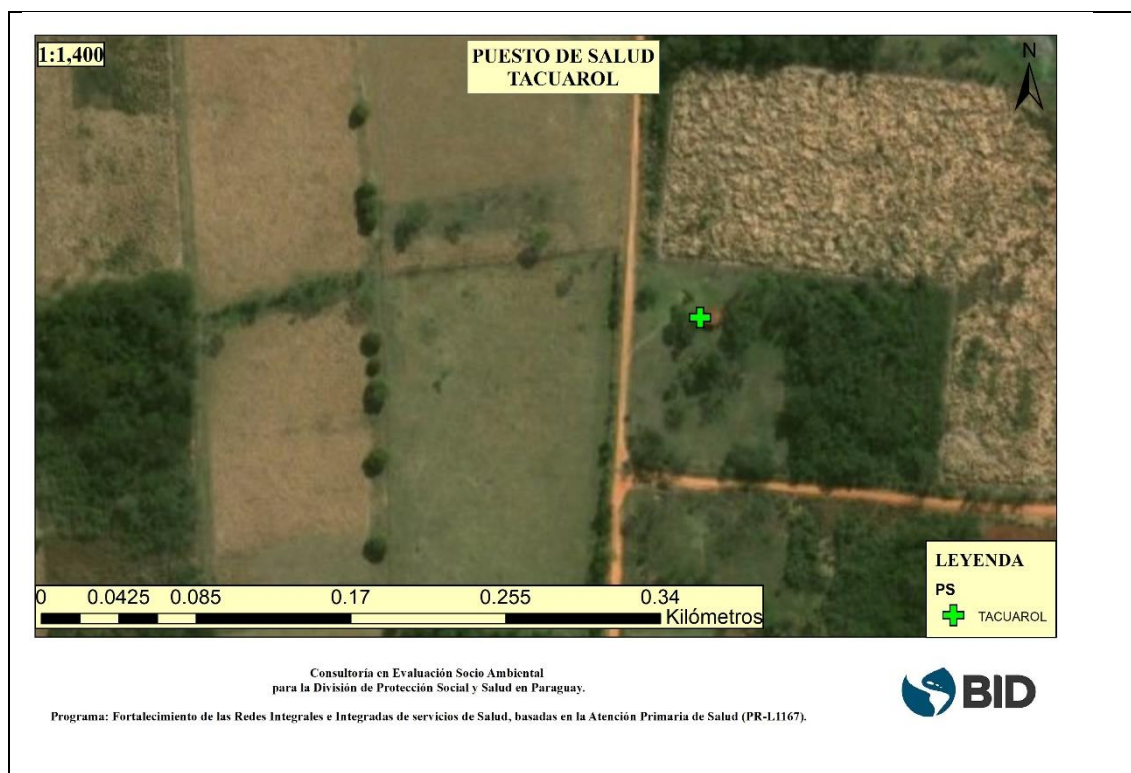 1:1,400
PUESTO DE SALUD
TACUAROL
N
LEYENDA
PS
TACUAROL
0 0.0425 0.085 0.17 0.255 0.34
Kilómetros
Consultoría en Evaluación Socio Ambiental
para la División de Protección Social y Salud en Paraguay.
BID
Programa: Fortalecimiento de las Redes Integrales e Integradas de servicios de Salud, basadas en la Atención Primaria de Salud (PR-L1167).